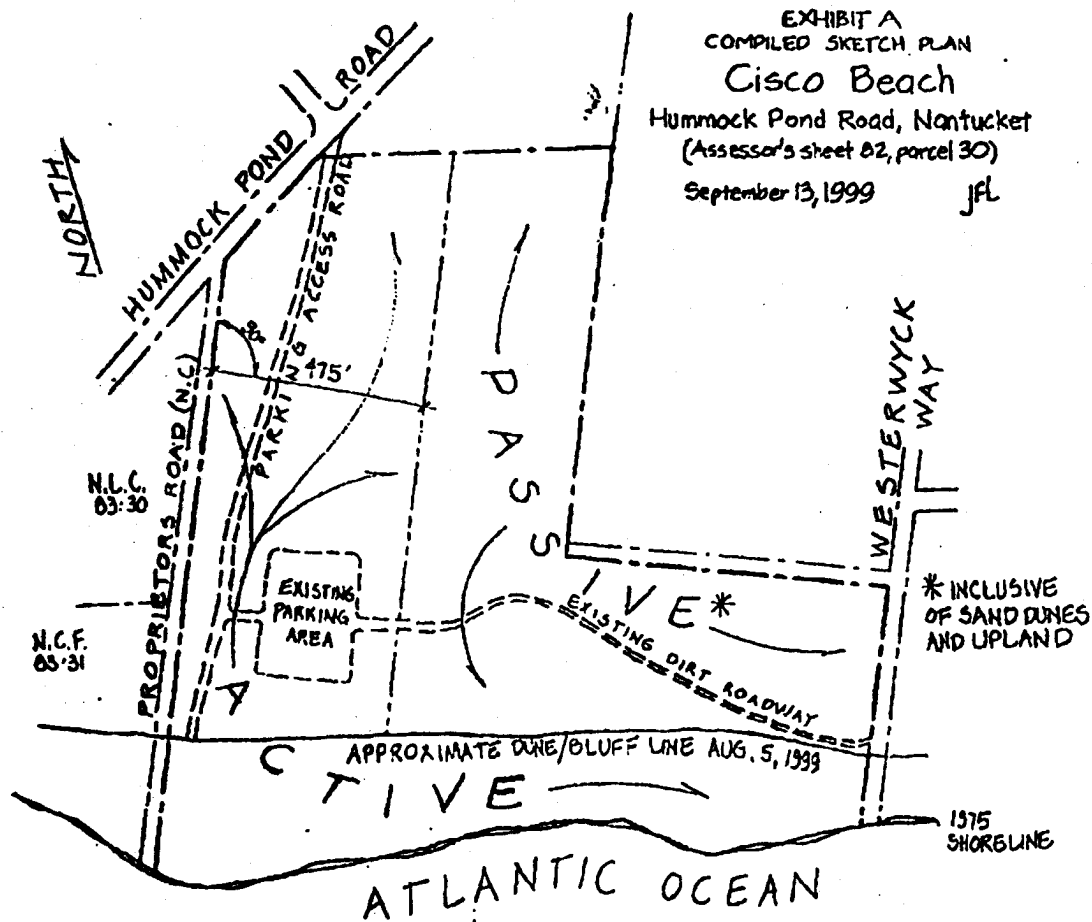 EXHIBIT A
COMPILED SKETCH PLAN
Cisco Beach
Hummock Pond Road, Nantucket
(Assessor's sheet 82, parcel 30)
September 13, 1999 JFL
NORTH
HUMMOCK POND ROAD
PARKING ACCESS ROAD
90°
475'
PROPRIETORS ROAD (N.C.)
N.L.C.
83:30
N.C.F.
83:31
EXISTING
PARKING
AREA
PASSIVE*
EXISTING DIRT ROADWAY
WESTERWYCK
WAY
* INCLUSIVE
OF SAND DUNES
AND UPLAND
APPROXIMATE DUNE/BLUFF LINE AUG. 5, 1999
ACTIVE
1975
SHORELINE
ATLANTIC OCEAN